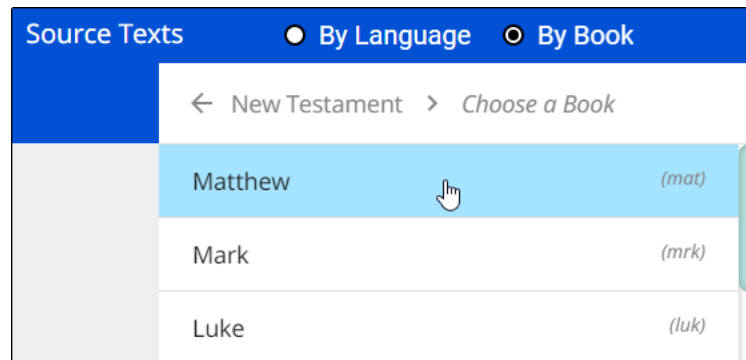 Source Texts By Language By Book
← New Testament > Choose a Book
Matthew (mat)
Mark (mrk)
Luke (luk)